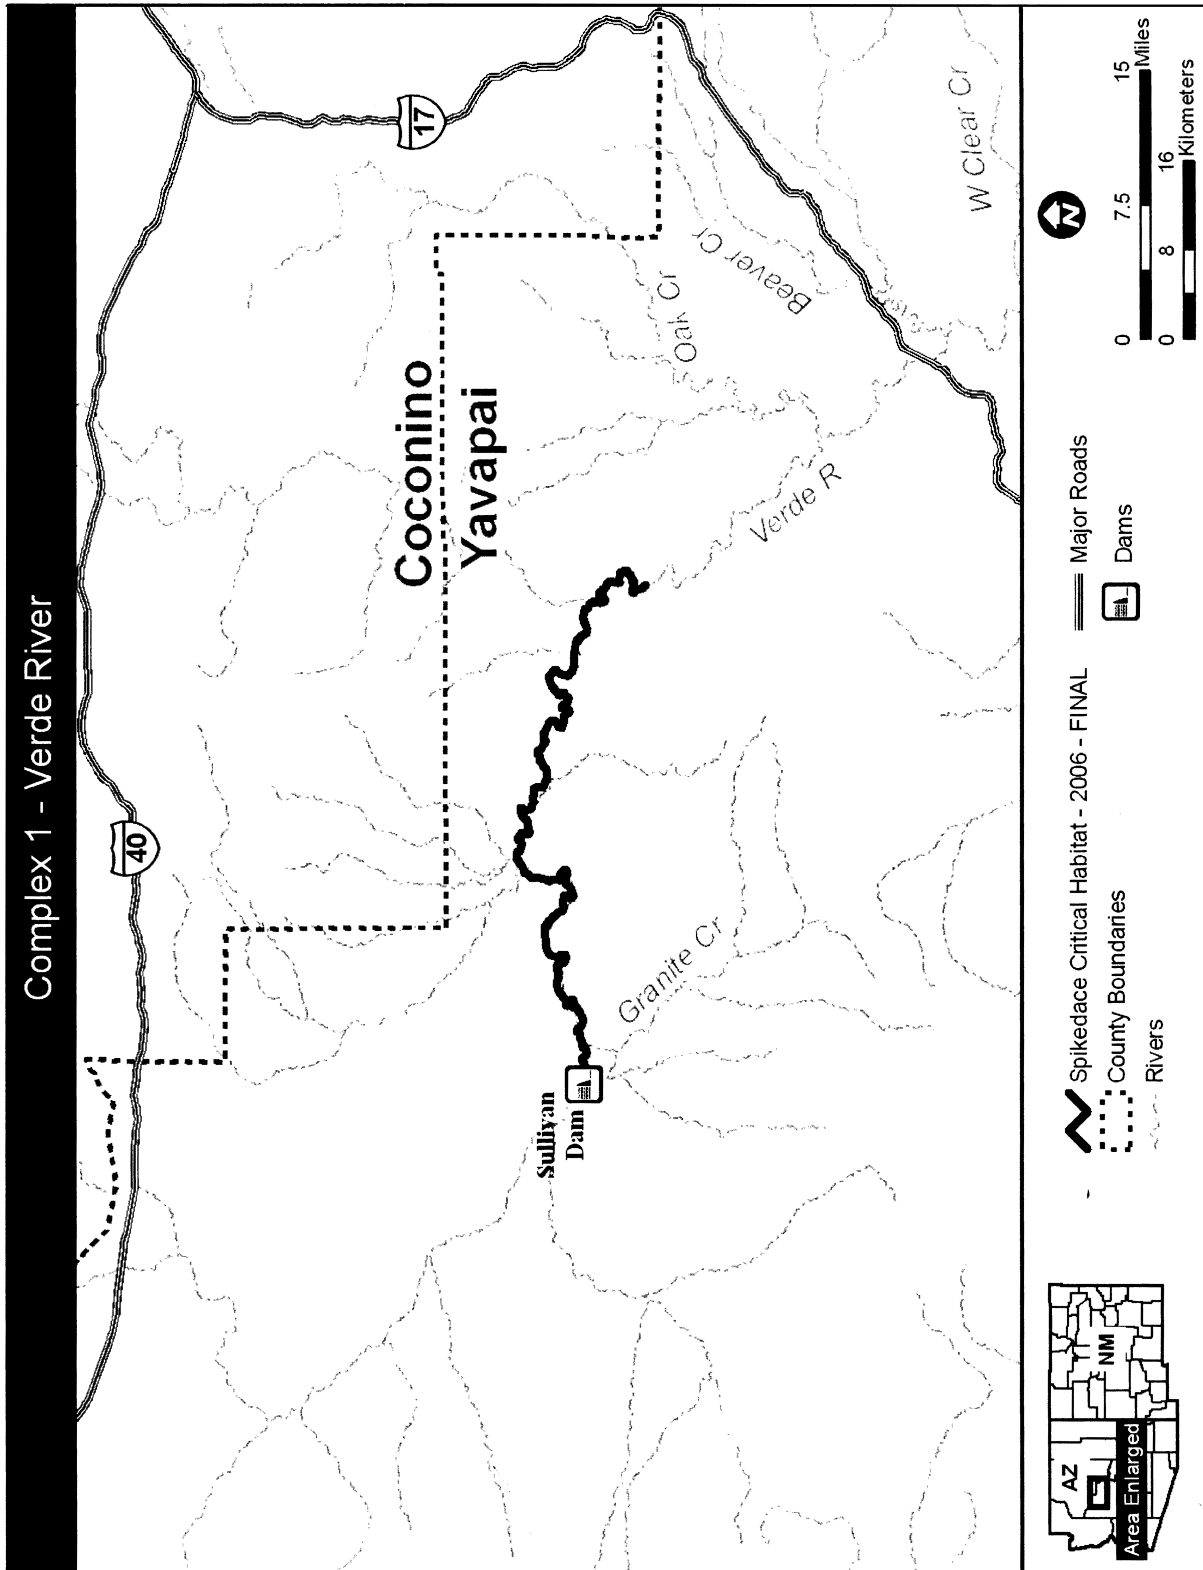 Complex 1 - Verde River
40
17
Coconino
Yavapai
Sullivan
Dam
Granite Cr
Verde R
Oak Cr
Beaver Cr
W Clear Cr
AZ
NM
Area Enlarged
Spikedace Critical Habitat - 2006 - FINAL
County Boundaries
Rivers
Major Roads
Dams
N
0 7.5 15
Miles
0 8 16
Kilometers